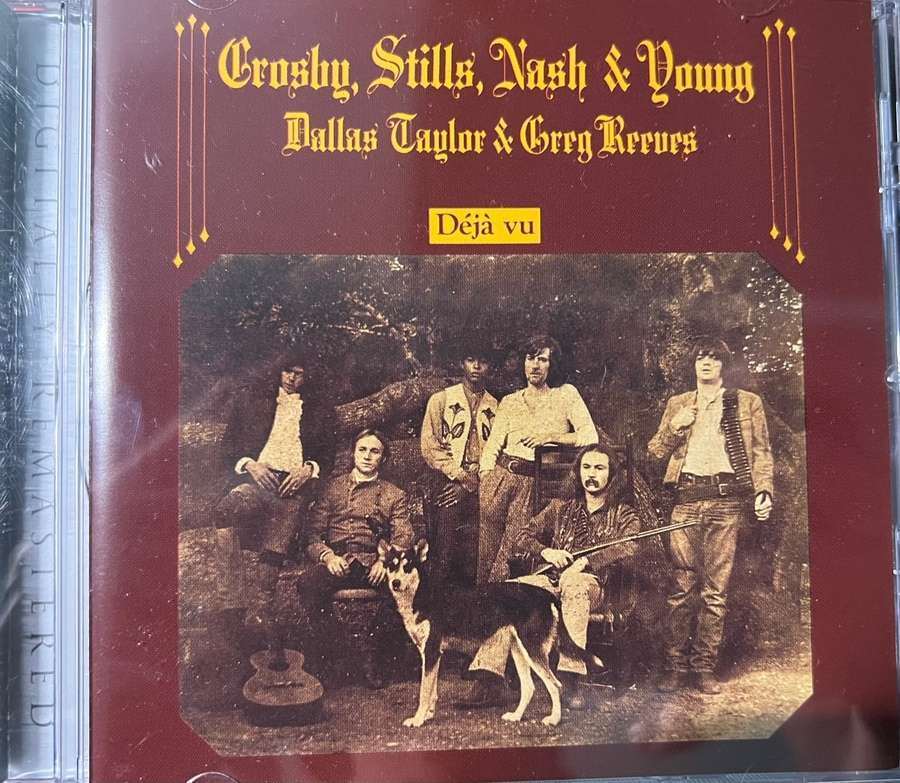 Crosby, Stills, Nash & Young
Dallas Taylor & Greg Reeves
Déjà vu
DIGITALLY REMASTERED